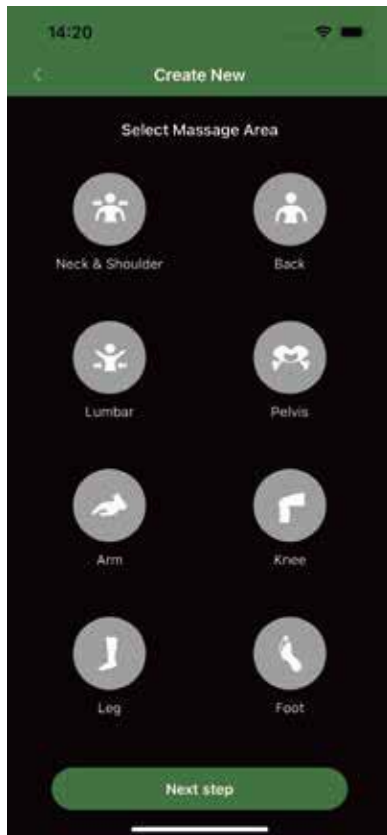 14:20
Create New
Select Massage Area
Neck & Shoulder
Back
Lumbar
Pelvis
Arm
Knee
Leg
Foot
Next step